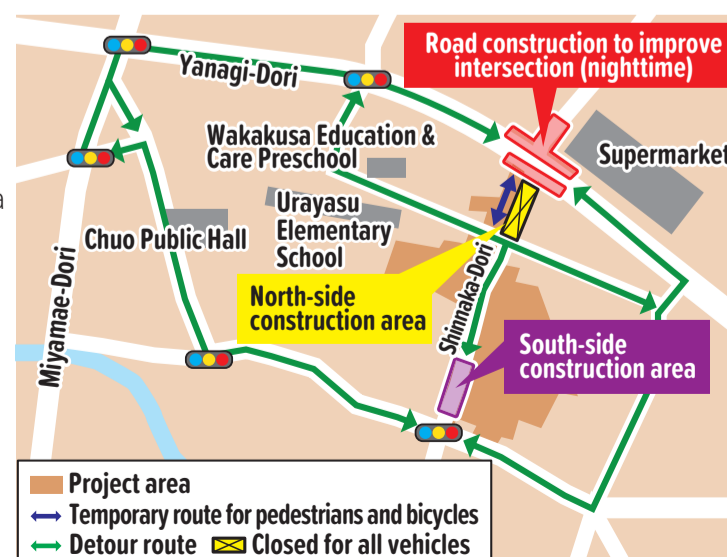 Road construction to improve
intersection (nighttime)
Yanagi-Dori
Wakakusa Education &
Care Preschool
Supermarket
Urayasu
Elementary
School
Chuo Public Hall
North-side
construction area
Shinnaka-Dori
Miyamae-Dori
South-side
construction area
Project area
Temporary route for pedestrians and bicycles
Detour route Closed for all vehicles
a